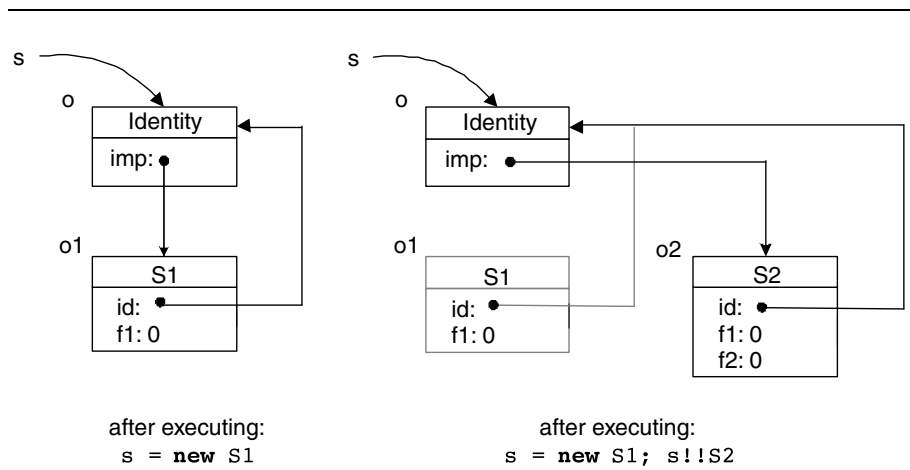 s
o
Identity
imp:
o1
S1
id:
f1: 0
after executing:
s = new S1
s
o
Identity
imp:
o1
S1
id:
f1: 0
o2
S2
id:
f1: 0
f2: 0
after executing:
s = new S1; s!!S2